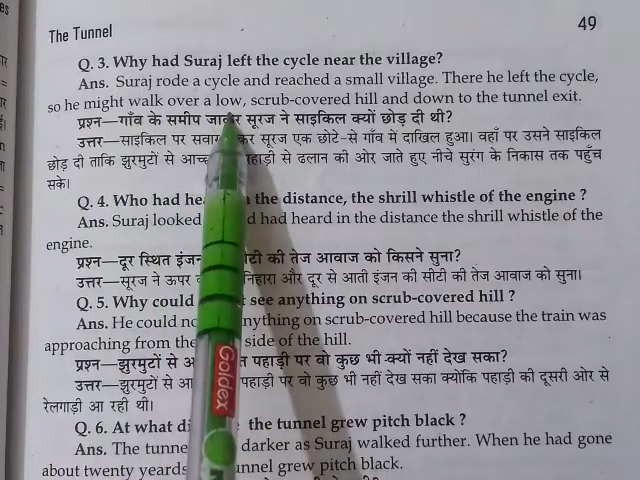 The Tunnel
49
Q. 3. Why had Suraj left the cycle near the village?
Ans. Suraj rode a cycle and reached a small village. There he left the cycle,
so he might walk over a low, scrub-covered hill and down to the tunnel exit.
प्रश्न—गाँव के समीप जाकर सूरज ने साइकिल क्यों छोड़ दी थी?
उत्तर—साइकिल पर सवार कर सूरज एक छोटे-से गाँव में दाखिल हुआ। वहाँ पर उसने साइकिल
छोड़ दी ताकि झुरमुटों से पहाड़ी से ढलान की ओर जाते हुए नीचे सुरंग के निकास तक पहुँच
सके।
Q. 4. Who had the distance, the shrill whistle of the engine ?
Ans. Suraj looked had heard in the distance the shrill whistle of the
engine.
प्रश्न—दूर स्थित इंजन की तेज आवाज को किसने सुना?
उत्तर—सूरज ने ऊपर निहारा और दूर से आती इंजन की सीटी की तेज आवाज को सुना।
Q. 5. Why could see anything on scrub-covered hill ?
Ans. He could anything on scrub-covered hill because the train was
approaching from the side of the hill.
प्रश्न—झुरमुटों से पहाड़ी पर वो कुछ भी क्यों नहीं देख सका?
उत्तर—झुरमुटों से पहाड़ी पर वो कुछ भी नहीं देख सका क्योंकि पहाड़ी की दूसरी ओर से
रेलगाड़ी आ रही थी।
Q. 6. At what the tunnel grew pitch black ?
Ans. The darker as Suraj walked further. When he had gone
about twenty yeards tunnel grew pitch black.
Goldex